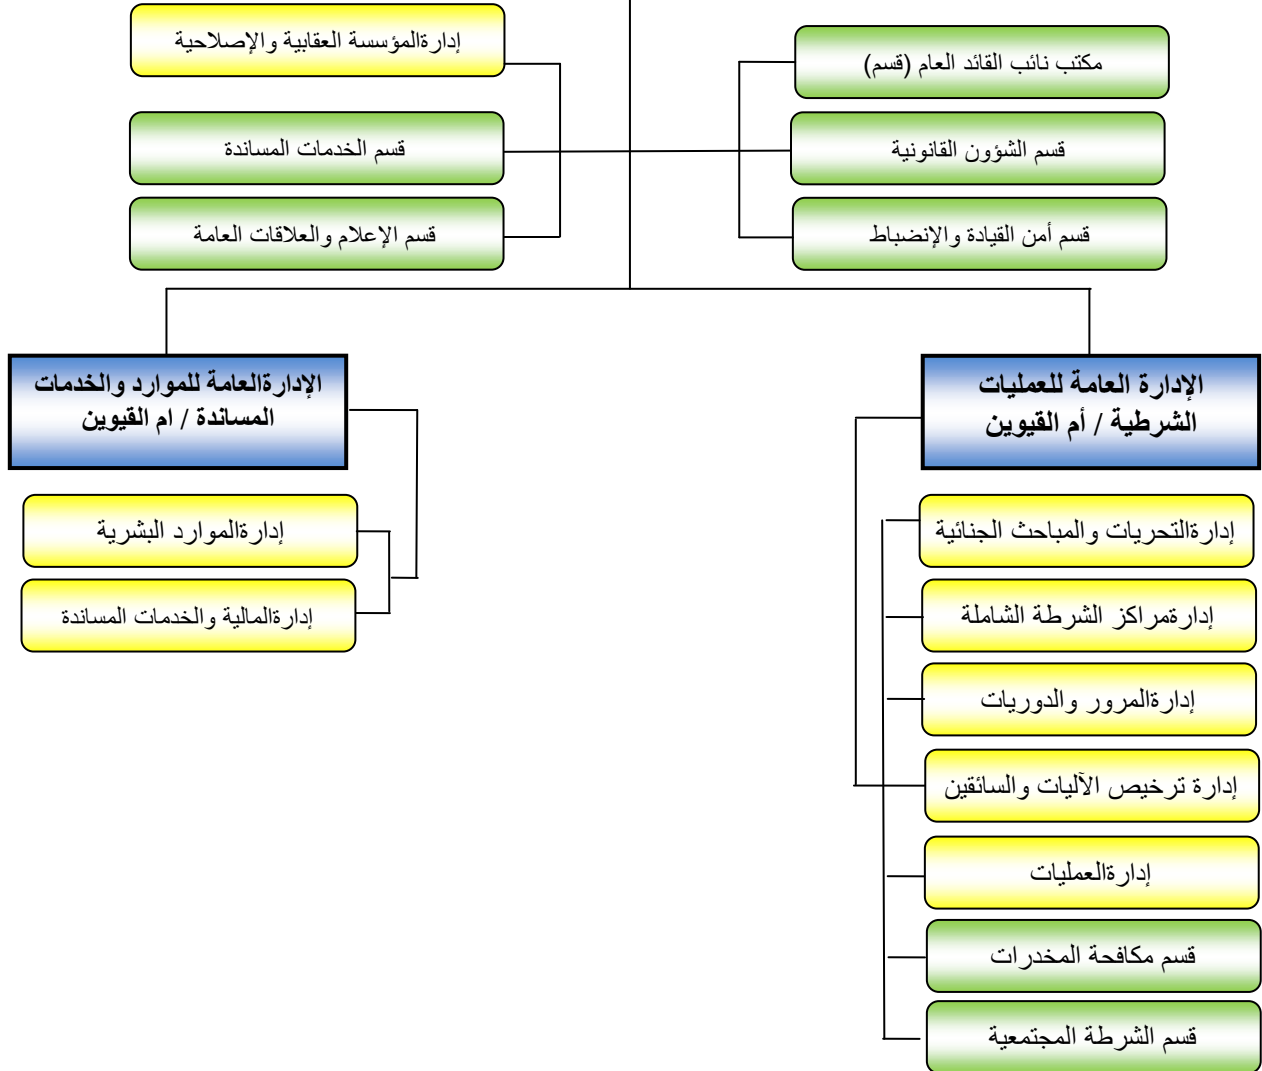 إدارةالمؤسسة العقابية والإصلاحية
مكتب نائب القائد العام (قسم)
قسم الخدمات المساندة
قسم الشؤون القانونية
قسم الإعلام والعلاقات العامة
قسم أمن القيادة والإنضباط
الإدارة العامة للعمليات
الشرطية / أم القيوين
إدارةالتحريات والمباحث الجنائية
إدارةمراكز الشرطة الشاملة
إدارةالمرور والدوريات
إدارة ترخيص الآليات والسائقين
إدارةالعمليات
قسم مكافحة المخدرات
قسم الشرطة المجتمعية
الإدارةالعامة للموارد والخدمات
المساندة / ام القيوين
إدارةالموارد البشرية
إدارةالمالية والخدمات المساندة